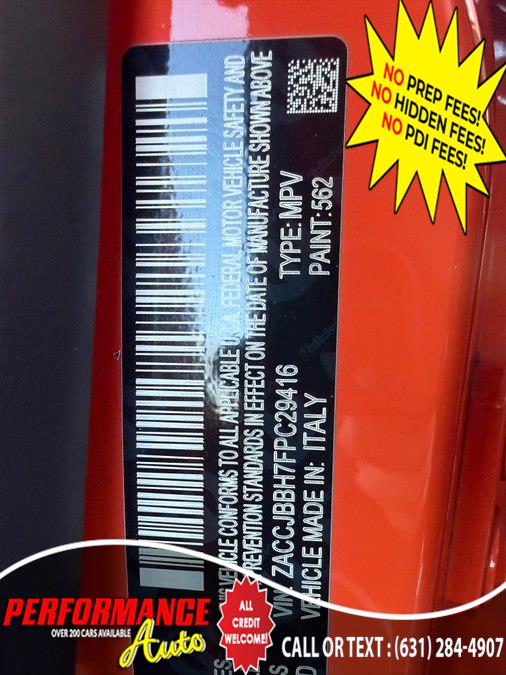 NO PREP FEES!
NO HIDDEN FEES!
NO PDI FEES!
VEHICLE CONFORMS TO ALL APPLICABLE U.S.A. FEDERAL MOTOR VEHICLE SAFETY AND
PREVENTION STANDARDS IN EFFECT ON THE DATE OF MANUFACTURE SHOWN ABOVE
VIN: ZACCJBBH7FPC29416 TYPE: MPV
VEHICLE MADE IN: ITALY PAINT: 562
PERFORMANCE
OVER 200 CARS AVAILABLE
Auto
ALL
CREDIT
WELCOME!
CALL OR TEXT : (631) 284-4907